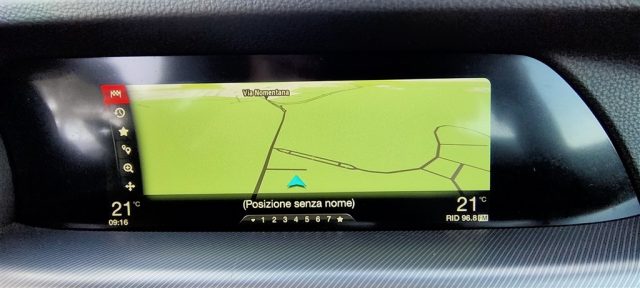 Via Nomentana
(Posizione senza nome)
21°C
09:16
1 2 3 4 5 6 7
21°C
RID 96.8 FM